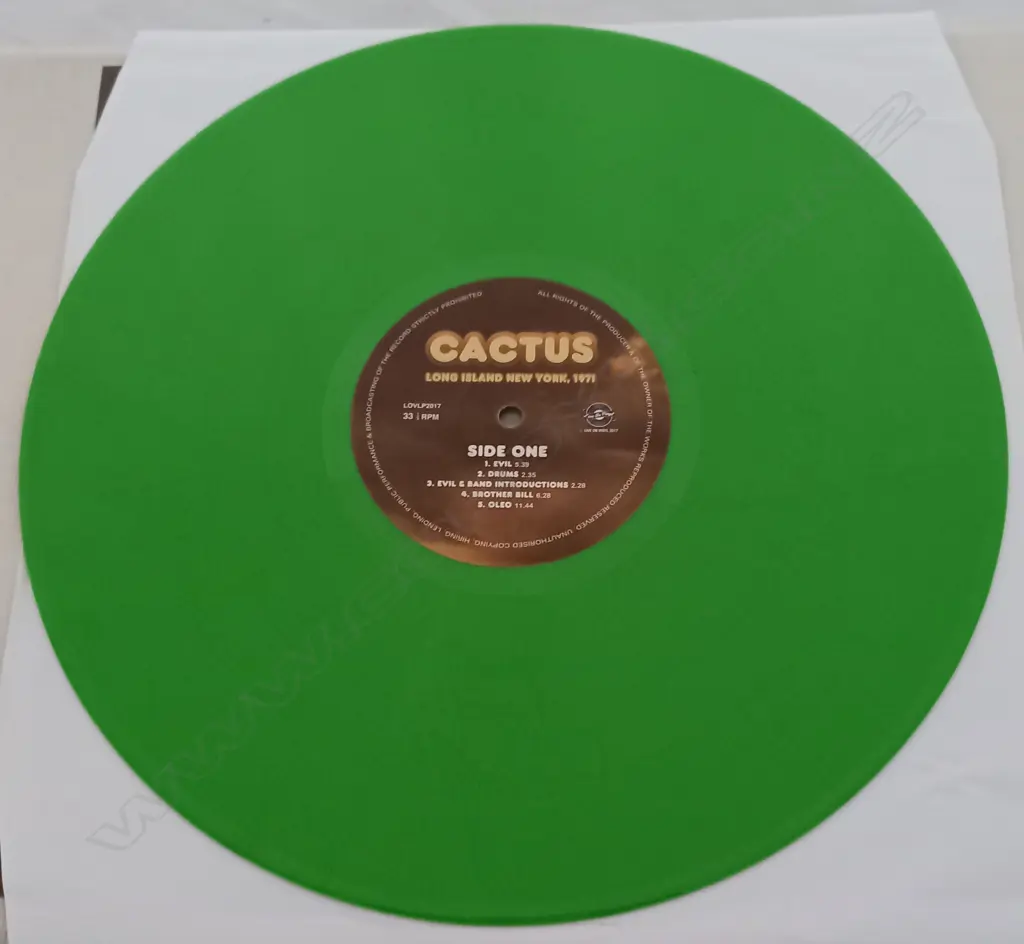 CACTUS
LONG ISLAND NEW YORK, 1971
LOVLP2017
33 ⅓ RPM
SIDE ONE
1. EVIL 5.39
2. DRUMS 2.35
3. EVIL & BAND INTRODUCTIONS 2.28
4. BROTHER BILL 6.28
5. OLEO 11.44
ALL RIGHTS OF THE PRODUCER & OF THE OWNER OF THE WORKS REPRODUCED RESERVED. UNAUTHORISED COPYING, HIRING, LENDING, PUBLIC PERFORMANCE & BROADCASTING OF THE RECORD STRICTLY PROHIBITED